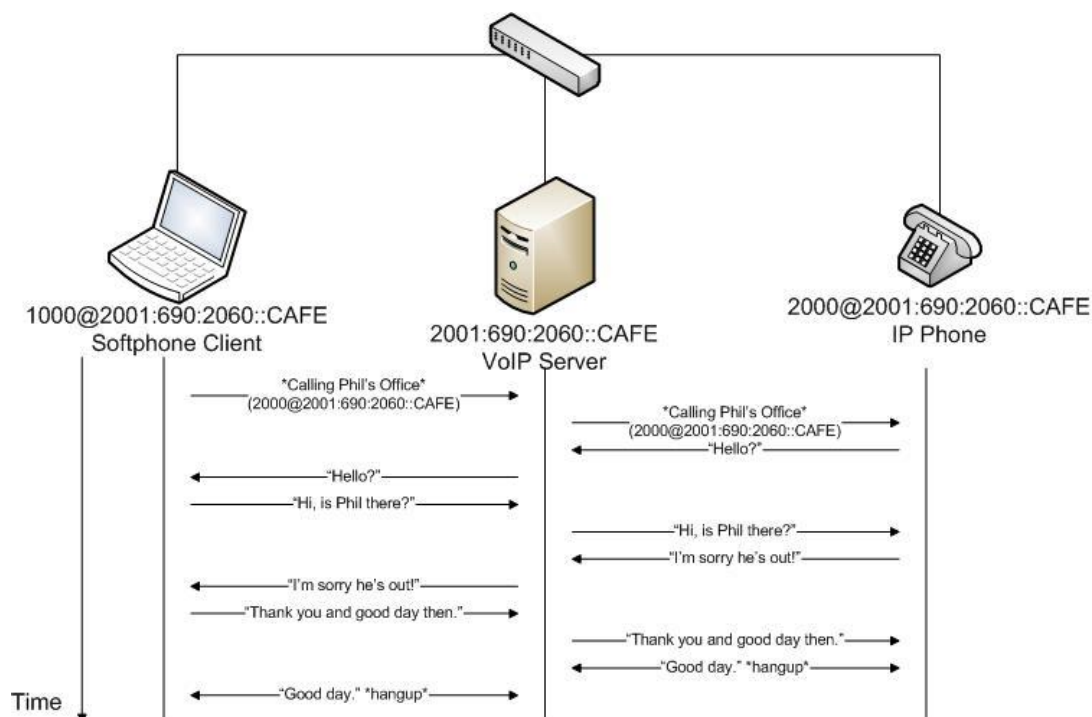 1000@2001:690:2060::CAFE
Softphone Client
2001:690:2060::CAFE
VoIP Server
2000@2001:690:2060::CAFE
IP Phone
*Calling Phil's Office*
(2000@2001:690:2060::CAFE)
*Calling Phil's Office*
(2000@2001:690:2060::CAFE)
“Hello?”
“Hello?”
“Hi, is Phil there?”
“Hi, is Phil there?”
“I'm sorry he's out!”
“I'm sorry he's out!”
“Thank you and good day then.”
“Thank you and good day then.”
“Good day.” *hangup*
“Good day.” *hangup*
Time